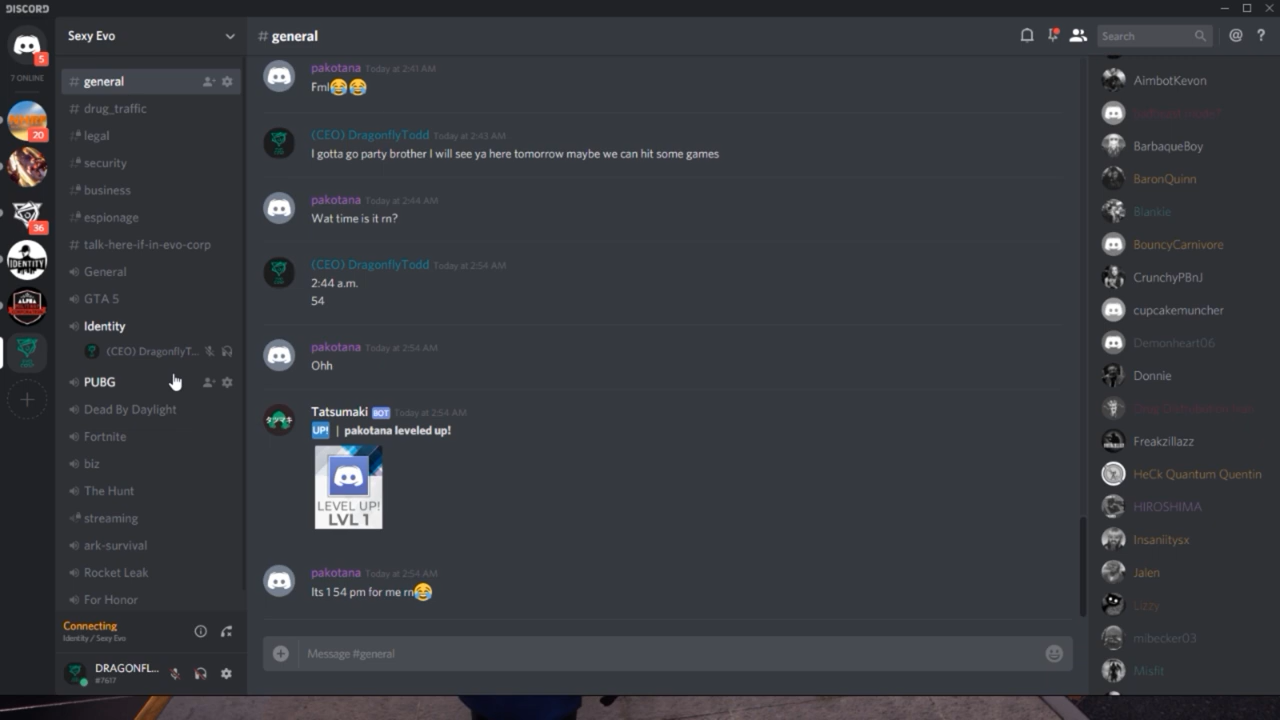 DISCORD
5
7 ONLINE
20
36
IDENTITY
ALPHA
Sexy Evo
# general
# drug_traffic
legal
security
business
espionage
# talk-here-if-in-evo-corp
General
GTA 5
Identity
(CEO) DragonflyT...
PUBG
Dead By Daylight
Fortnite
biz
The Hunt
streaming
ark-survival
Rocket Leak
For Honor
Connecting
Identity / Sexy Evo
DRAGONFL...
#7617
# general
Search
@ ?
pakotana Today at 2:41 AM
Fml😂😂
(CEO) DragonflyTodd Today at 2:43 AM
I gotta go party brother I will see ya here tomorrow maybe we can hit some games
pakotana Today at 2:44 AM
Wat time is it rn?
(CEO) DragonflyTodd Today at 2:54 AM
2:44 a.m.
54
pakotana Today at 2:54 AM
Ohh
タツマキ
Tatsumaki BOT Today at 2:54 AM
UP! | pakotana leveled up!
LEVEL UP!
LVL 1
pakotana Today at 2:54 AM
Its 1 54 pm for me rn😂
Message #general
AimbotKevon
BarbaqueBoy
BaronQuinn
Blankie
BouncyCarnivore
CrunchyPBnJ
cupcakemuncher
Demonheart06
Donnie
Freakzillazz
HeCk Quantum Quentin
HIROSHIMA
Insaniitysx
Jalen
Lizzy
mibecker03
Misfit